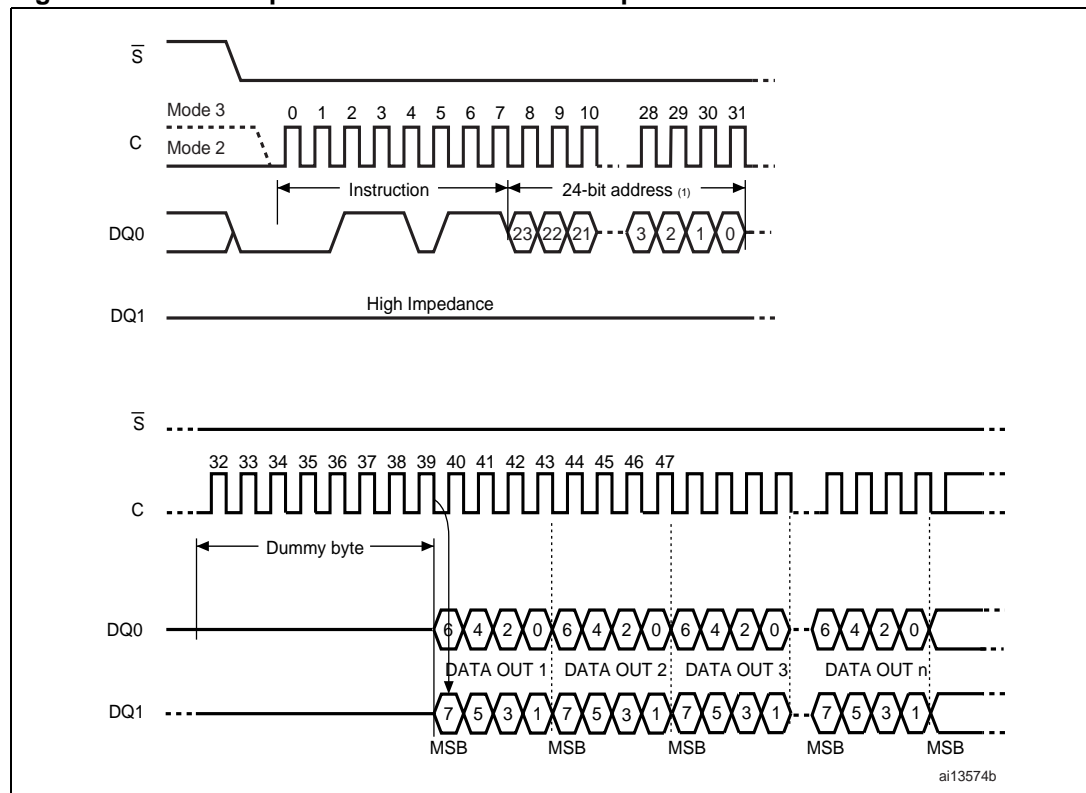 S
Mode 3
0 1 2 3 4 5 6 7 8 9 10 28 29 30 31
C
Mode 2
Instruction 24-bit address (1)
DQ0 23 22 21 3 2 1 0
High Impedance
DQ1
S
32 33 34 35 36 37 38 39 40 41 42 43 44 45 46 47
C
Dummy byte
DQ0 6 4 2 0 6 4 2 0 6 4 2 0 6 4 2 0
DATA OUT 1 DATA OUT 2 DATA OUT 3 DATA OUT n
DQ1 7 5 3 1 7 5 3 1 7 5 3 1 7 5 3 1
MSB MSB MSB MSB MSB
ai13574b